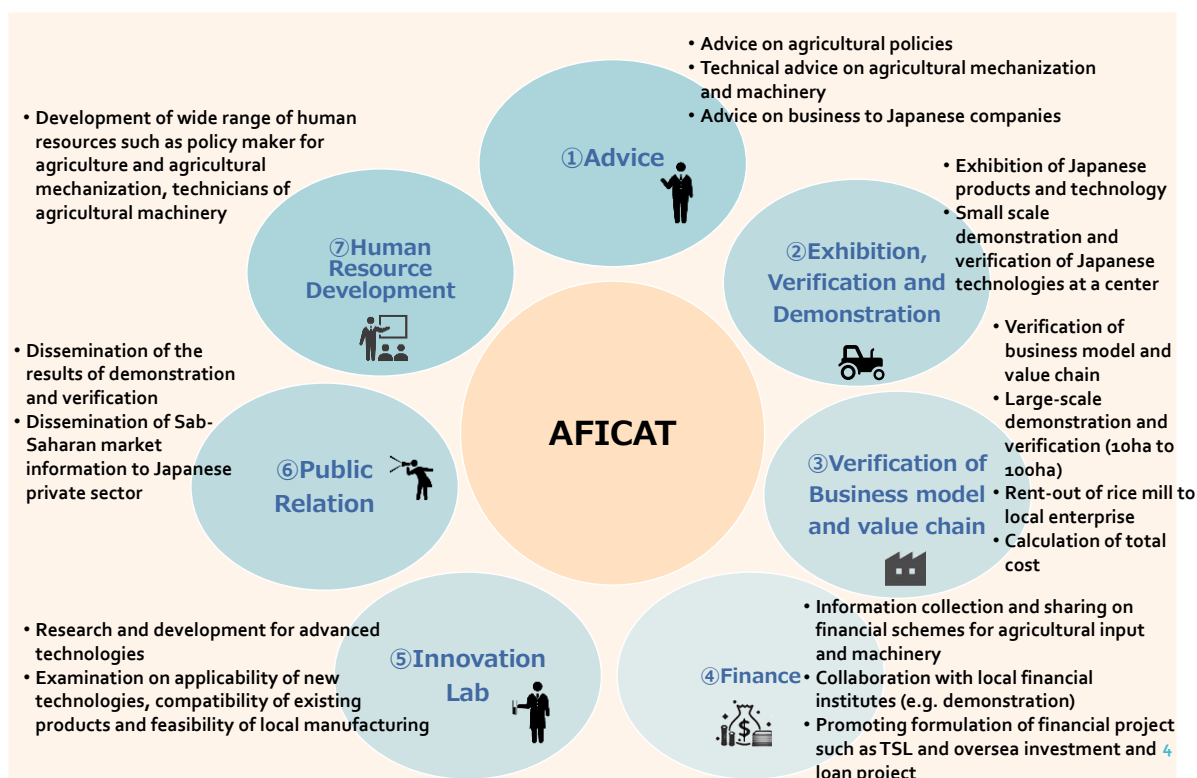 • Advice on agricultural policies
• Technical advice on agricultural mechanization
and machinery
• Advice on business to Japanese companies
①Advice
• Exhibition of Japanese
products and technology
• Small scale
demonstration and
verification of Japanese
technologies at a center
②Exhibition,
Verification and
Demonstration
• Verification of
business model and
value chain
• Large-scale
demonstration and
verification (10ha to
100ha)
• Rent-out of rice mill to
local enterprise
• Calculation of total
cost
③Verification of
Business model
and value chain
• Information collection and sharing on
financial schemes for agricultural input
and machinery
• Collaboration with local financial
institutes (e.g. demonstration)
• Promoting formulation of financial project
such as TSL and oversea investment and
loan project
④Finance
• Research and development for advanced
technologies
• Examination on applicability of new
technologies, compatibility of existing
products and feasibility of local manufacturing
⑤Innovation
Lab
• Dissemination of the
results of demonstration
and verification
• Dissemination of Sab-
Saharan market
information to Japanese
private sector
⑥Public
Relation
• Development of wide range of human
resources such as policy maker for
agriculture and agricultural
mechanization, technicians of
agricultural machinery
⑦Human
Resource
Development
AFICAT
4